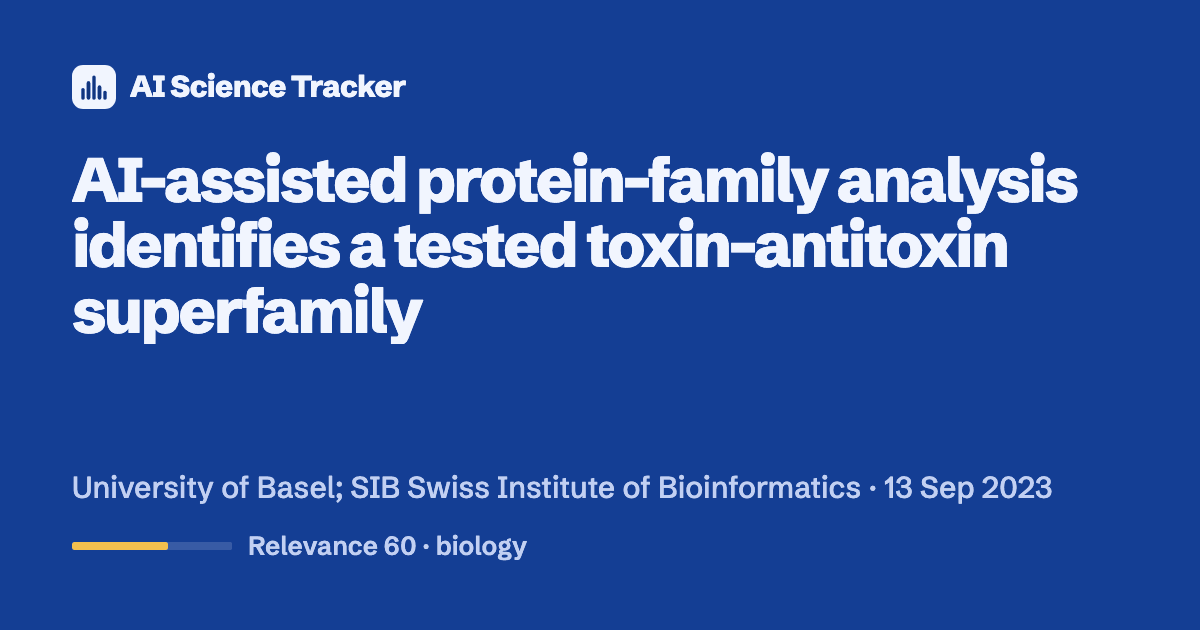 AI Science Tracker
AI-assisted protein-family analysis
identifies a tested toxin-antitoxin
superfamily
University of Basel; SIB Swiss Institute of Bioinformatics · 13 Sep 2023
Relevance 60 · biology